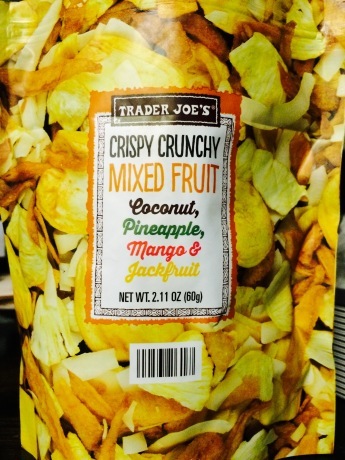 TRADER JOE'S
CRISPY CRUNCHY
MIXED FRUIT
Coconut,
Pineapple,
Mango &
Jackfruit
NET WT. 2.11 OZ (60g)